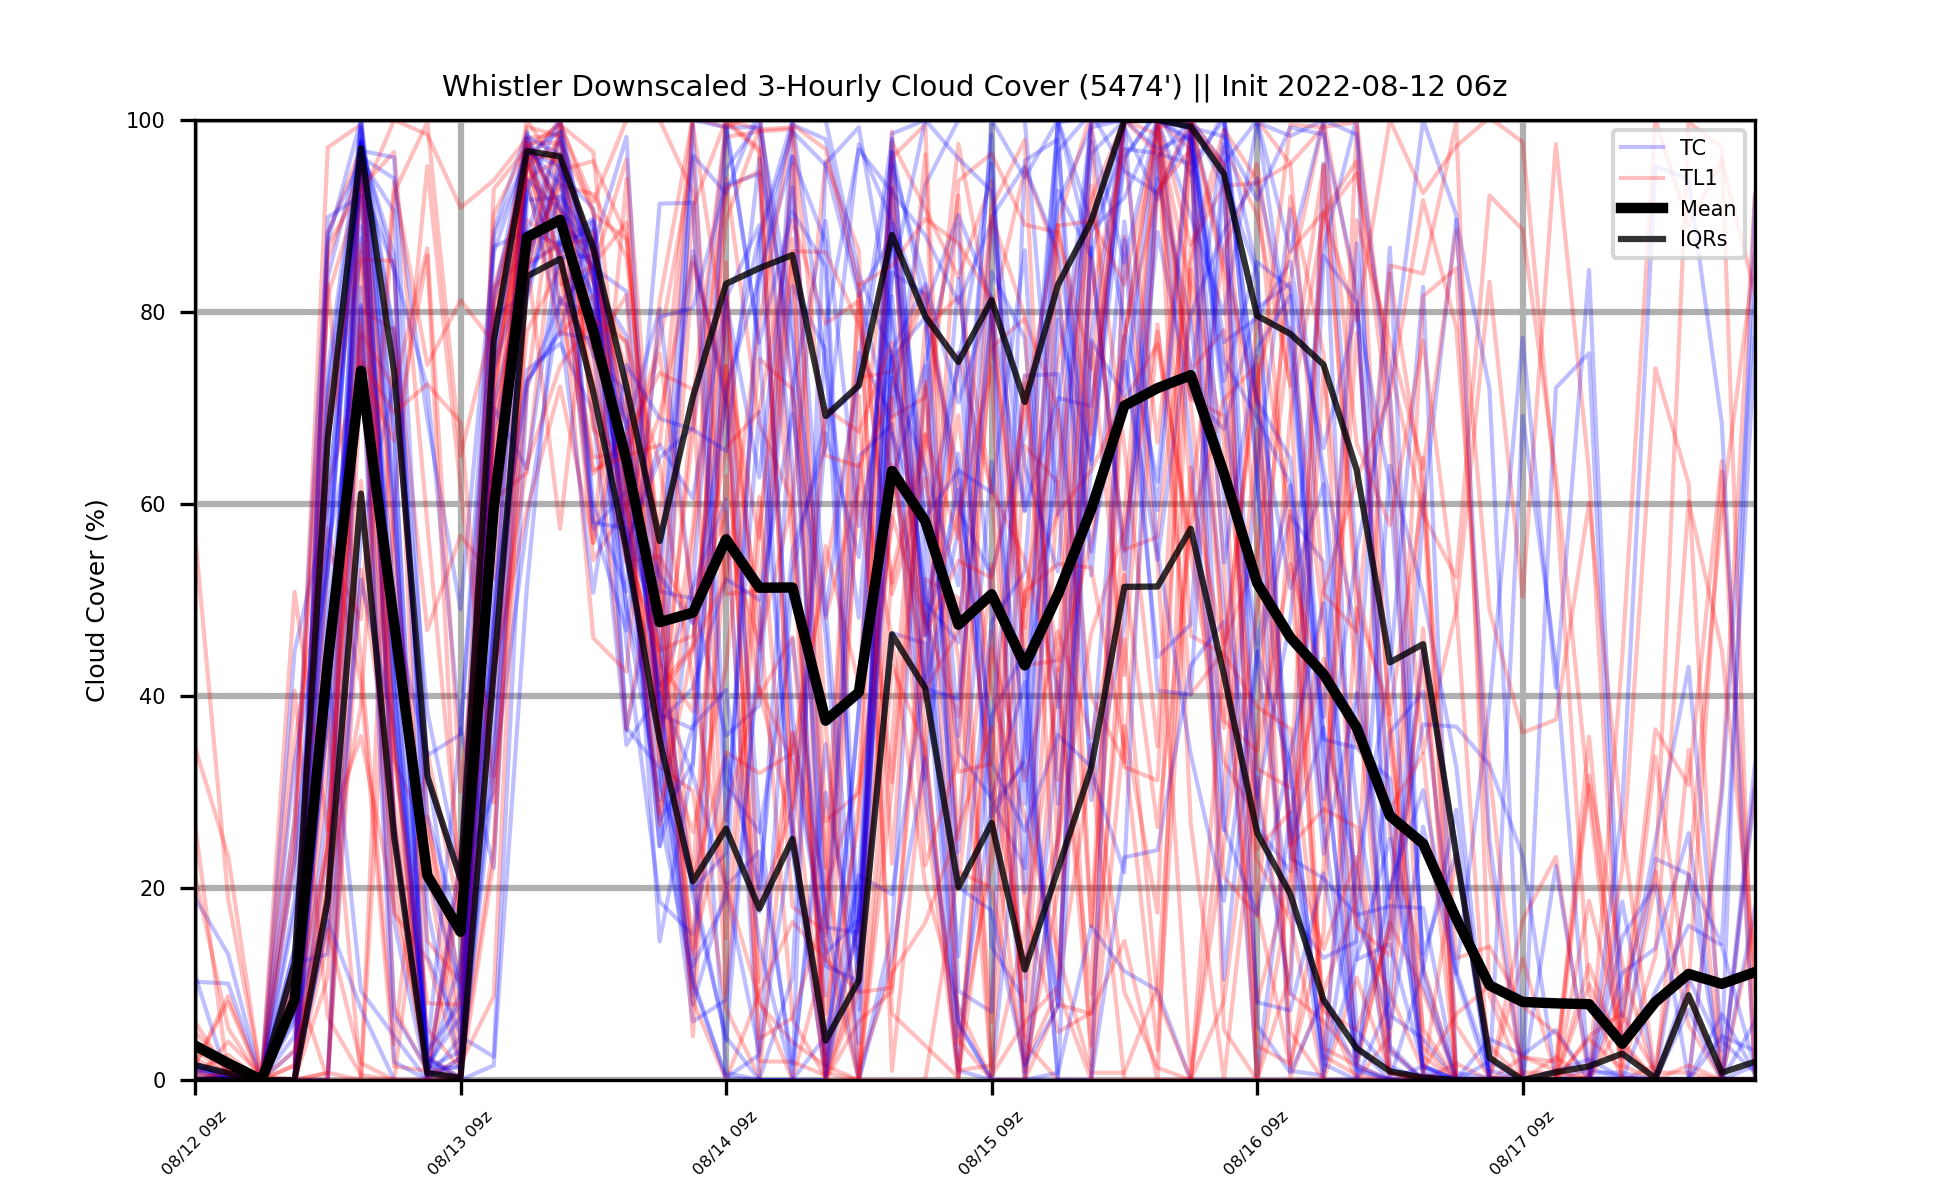 Whistler Downscaled 3-Hourly Cloud Cover (5474') || Init 2022-08-12 06z
Cloud Cover (%)
100
80
60
40
20
0
TC
TL1
Mean
IQRs
08/12 09z
08/13 09z
08/14 09z
08/15 09z
08/16 09z
08/17 09z